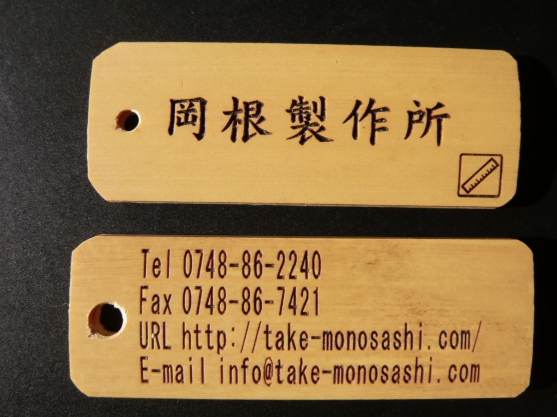 岡根製作所
Tel 0748-86-2240
Fax 0748-86-7421
URL http://take-monosashi.com/
E-mail info@take-monosashi.com